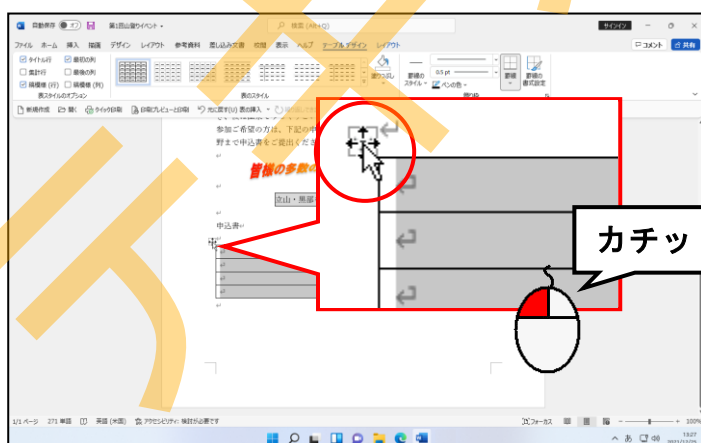 自動保存 オフ 第1回山登りイベント 検索 (Alt+Q) サインイン
ファイル ホーム 挿入 描画 デザイン レイアウト 参考資料 差し込み文書 校閲 表示 ヘルプ テーブルデザイン レイアウト コメント 共有
タイトル行 最初の列
集計行 最後の列
縞模様 (行) 縞模様 (列)
塗りつぶし 罫線のスタイル 0.5 pt ペンの色 罫線 罫線の書式設定
表スタイルのオプション 表のスタイル 飾り枠
新規作成 開く クイック印刷 印刷プレビューと印刷 元に戻す(U) 表の挿入
参加ご希望の方は、下記の申
野まで申込書をご提出くださ
皆様の多数の
立山・黒部
申込書
カチッ
1/1 ページ 271 単語 英語 (米国) アクセシビリティ: 検討が必要です フォーカス 100%
あ 13:27